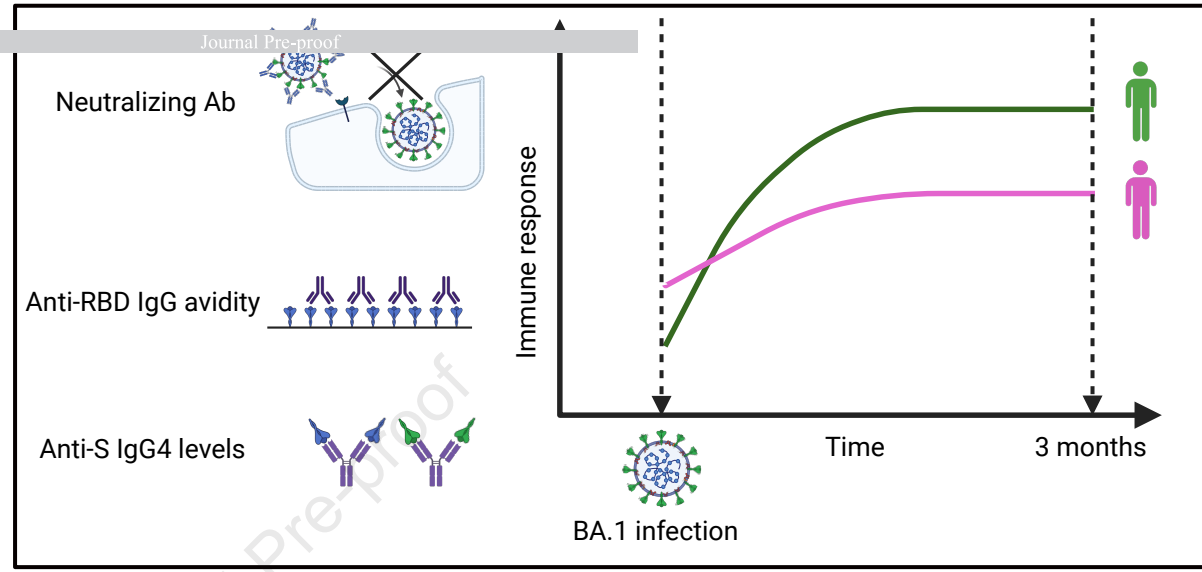 Journal Pre-proof
Neutralizing Ab
Anti-RBD IgG avidity
Anti-S IgG4 levels
Pre-proof
Immune response
Time
3 months
BA.1 infection